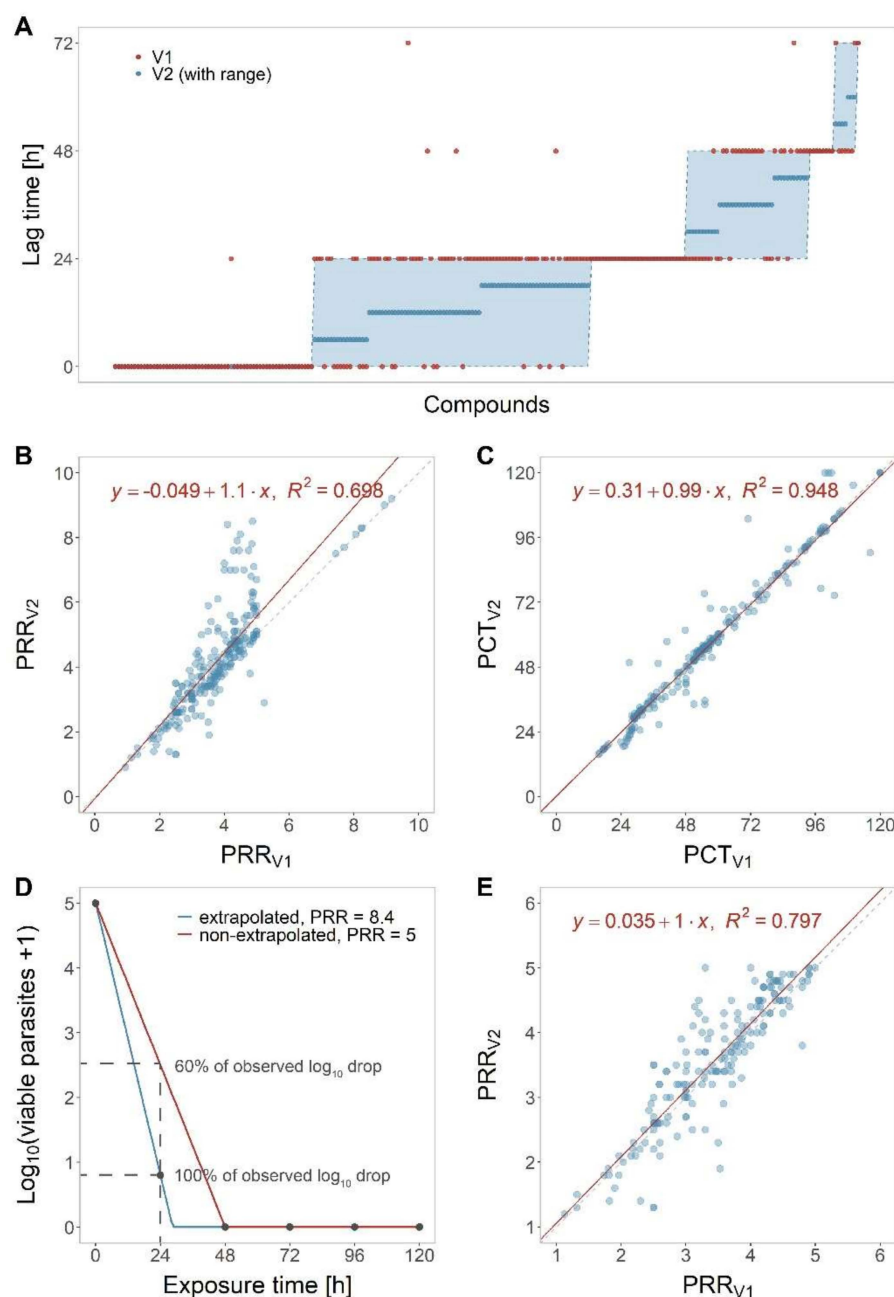 A
72
V1
V2 (with range)
48
24
0
Lag time [h]
Compounds
B
10
y = -0.049 + 1.1 · x, R² = 0.698
8
6
4
2
0
PRR_V2
0 2 4 6 8 10
PRR_V1
C
120
y = 0.31 + 0.99 · x, R² = 0.948
96
72
48
24
0
PCT_V2
0 24 48 72 96 120
PCT_V1
D
5
extrapolated, PRR = 8.4
non-extrapolated, PRR = 5
4
3
60% of observed log₁₀ drop
2
1
100% of observed log₁₀ drop
0
Log₁₀(viable parasites +1)
0 24 48 72 96 120
Exposure time [h]
E
6
y = 0.035 + 1 · x, R² = 0.797
5
4
3
2
1
PRR_V2
1 2 3 4 5 6
PRR_V1